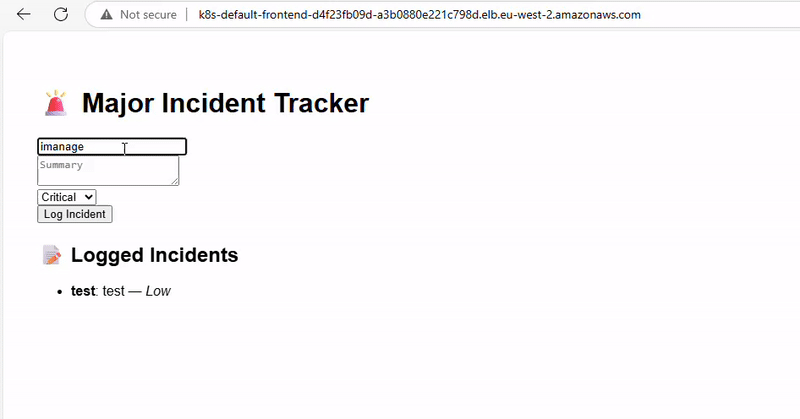 Not secure | k8s-default-frontend-d4f23fb09d-a3b0880e221c798d.elb.eu-west-2.amazonaws.com
🚨 Major Incident Tracker
imanage
Summary
Critical
Log Incident
📝 Logged Incidents
• test: test — Low